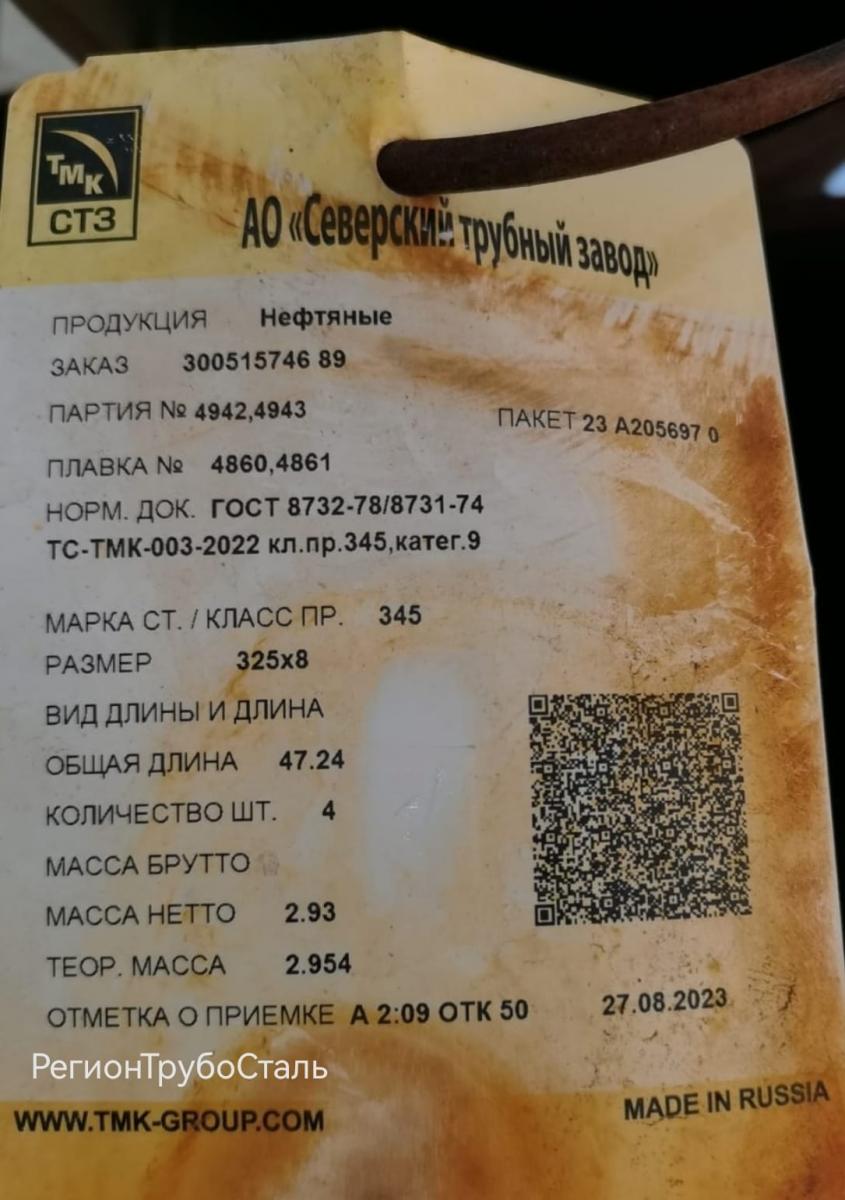 ТМК
СТЗ
АО «Северский трубный завод»
ПРОДУКЦИЯ Нефтяные
ЗАКАЗ 300515746 89
ПАРТИЯ № 4942,4943
ПАКЕТ 23 А205697 0
ПЛАВКА № 4860,4861
НОРМ. ДОК. ГОСТ 8732-78/8731-74
ТС-ТМК-003-2022 кл.пр.345,катег.9
МАРКА СТ. / КЛАСС ПР. 345
РАЗМЕР 325х8
ВИД ДЛИНЫ И ДЛИНА
ОБЩАЯ ДЛИНА 47.24
КОЛИЧЕСТВО ШТ. 4
МАССА БРУТТО
МАССА НЕТТО 2.93
ТЕОР. МАССА 2.954
ОТМЕТКА О ПРИЕМКЕ А 2:09 ОТК 50 27.08.2023
РегионТрубоСталь
WWW.TMK-GROUP.COM MADE IN RUSSIA